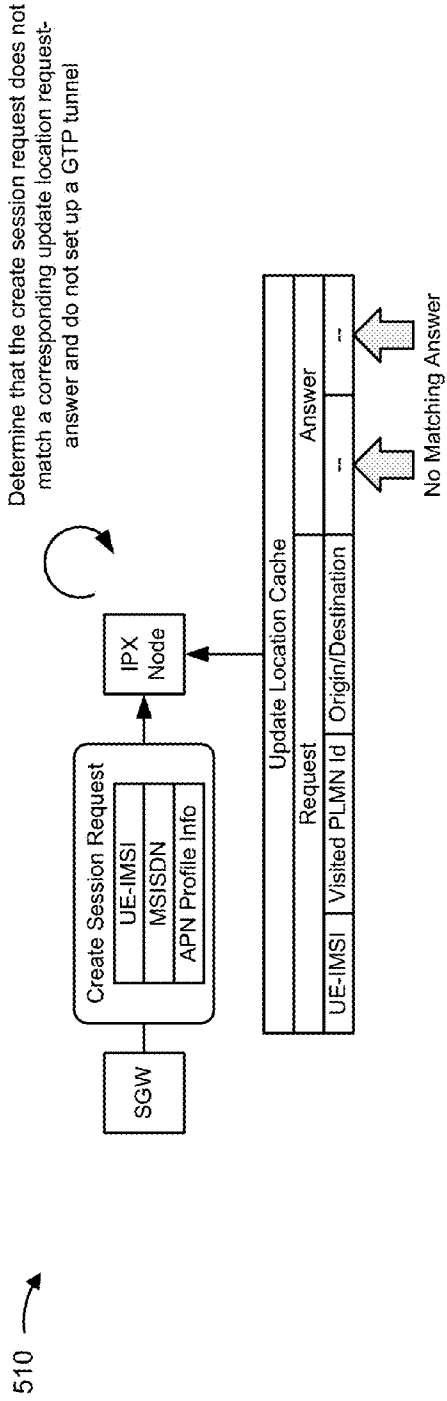 510
Determine that the create session request does not
match a corresponding update location request-
answer and do not set up a GTP tunnel
SGW
Create Session Request
UE-IMSI
MSISDN
APN Profile Info
IPX
Node
Update Location Cache
Request
Answer
UE-IMSI
Visited PLMN Id
Origin/Destination
--
--
No Matching Answer